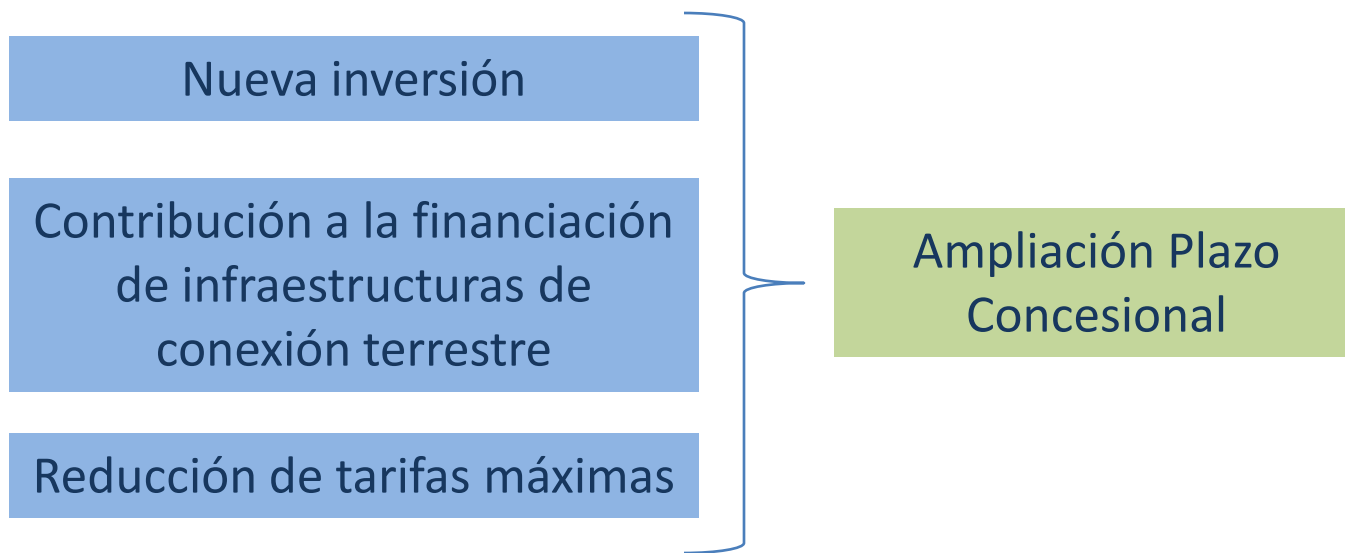 Nueva inversión
Contribución a la financiación
de infraestructuras de
conexión terrestre
Reducción de tarifas máximas
Ampliación Plazo
Concesional